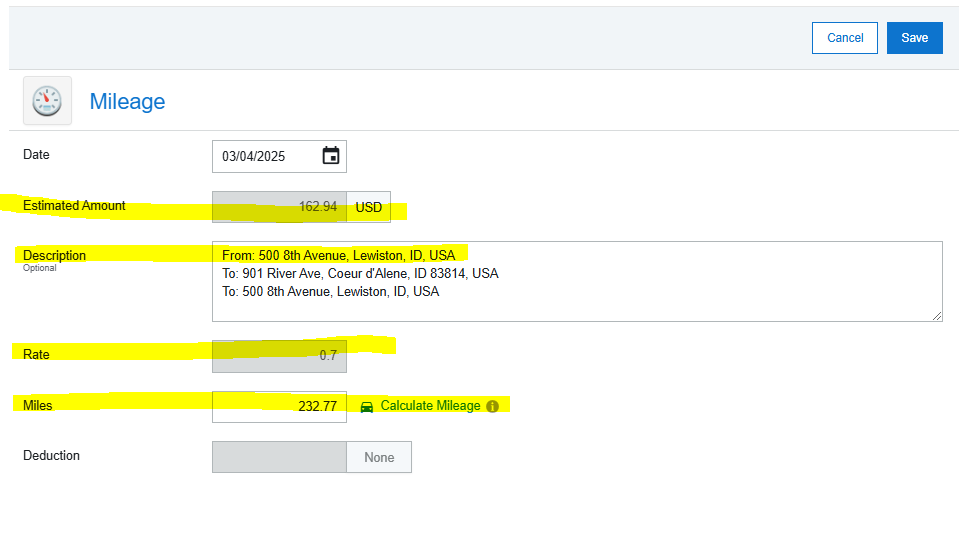 Cancel Save
Mileage
Date 03/04/2025
Estimated Amount 162.94 USD
Description From: 500 8th Avenue, Lewiston, ID, USA
Optional
To: 901 River Ave, Coeur d'Alene, ID 83814, USA
To: 500 8th Avenue, Lewiston, ID, USA
Rate 0.7
Miles 232.77 Calculate Mileage i
Deduction None